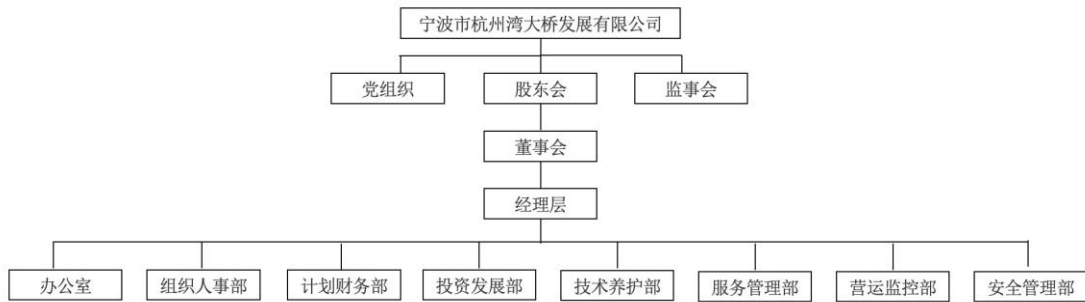 宁波市杭州湾大桥发展有限公司
党组织
股东会
监事会
董事会
经理层
办公室
组织人事部
计划财务部
投资发展部
技术养护部
服务管理部
营运监控部
安全管理部